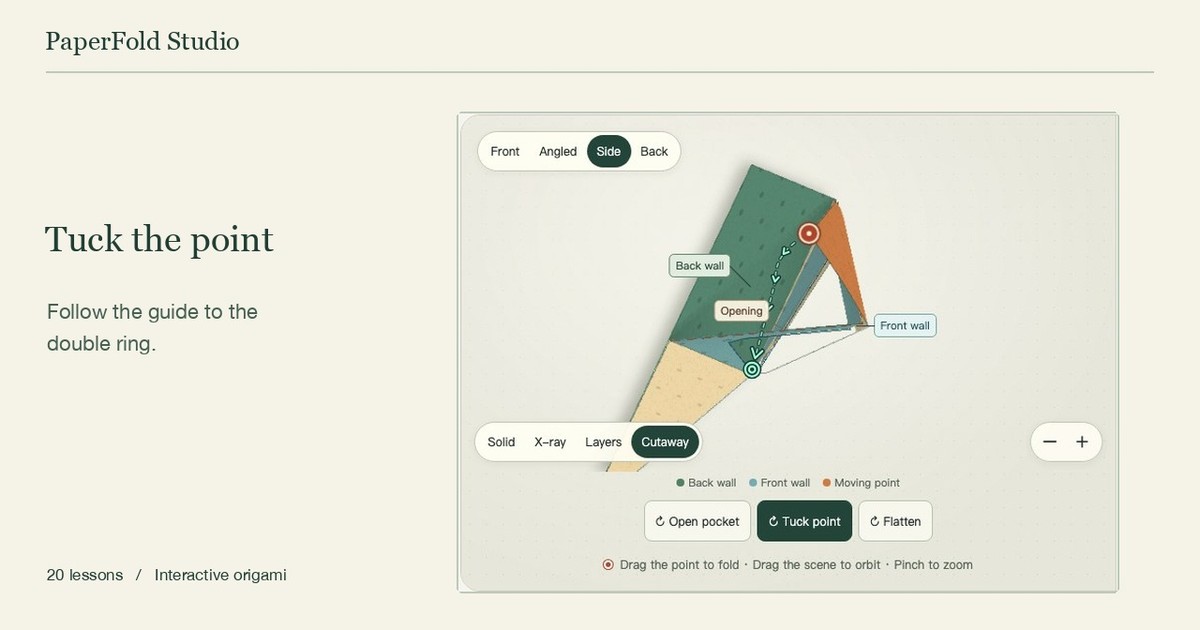 PaperFold Studio
Tuck the point
Follow the guide to the
double ring.
20 lessons / Interactive origami
Front Angled Side Back
Back wall
Opening
Front wall
Solid X-ray Layers Cutaway
− +
Back wall Front wall Moving point
↻ Open pocket ↻ Tuck point ↻ Flatten
Drag the point to fold · Drag the scene to orbit · Pinch to zoom